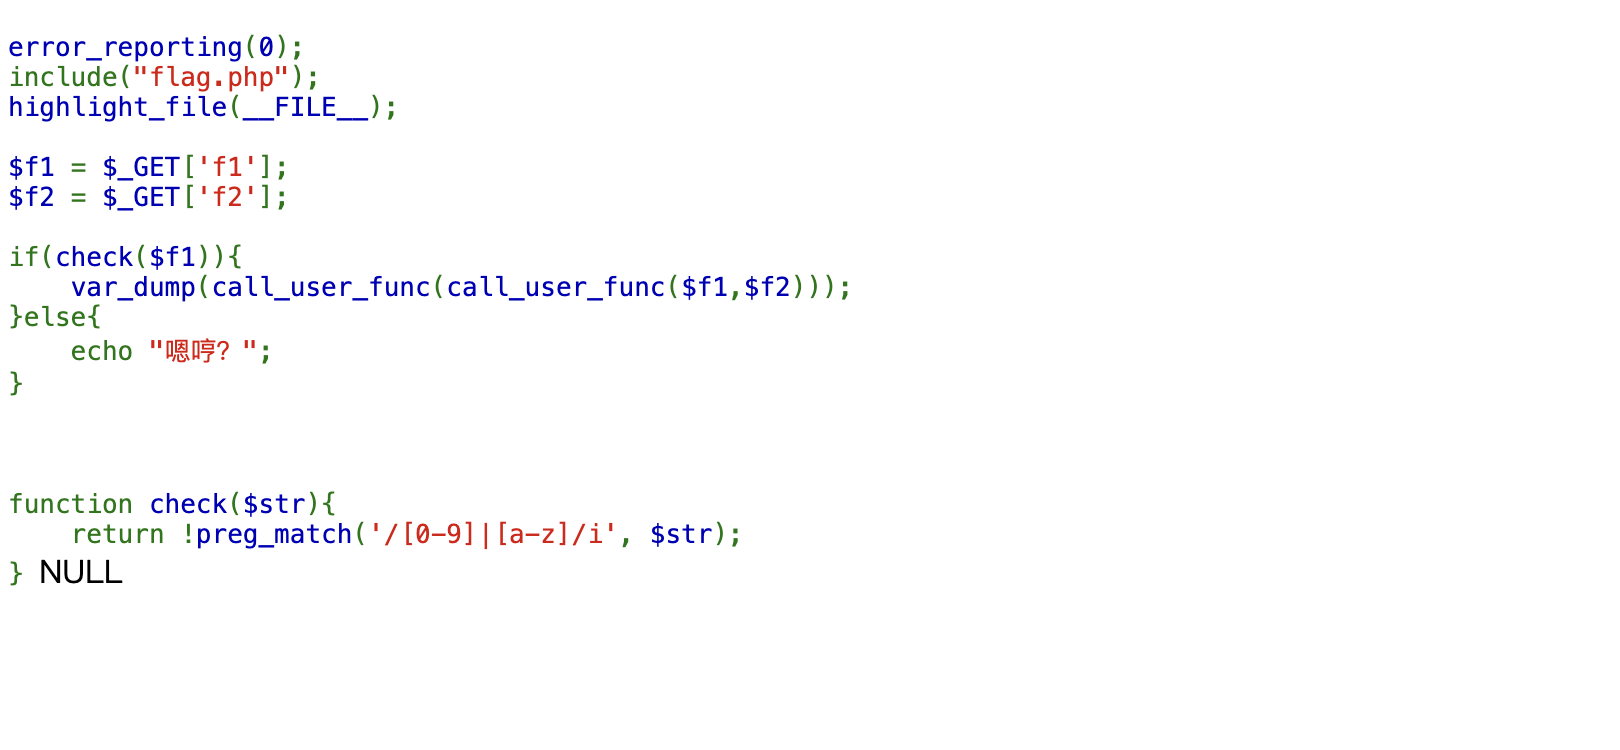 error_reporting(0);
include("flag.php");
highlight_file(__FILE__);
$f1 = $_GET['f1'];
$f2 = $_GET['f2'];
if(check($f1)){
    var_dump(call_user_func(call_user_func($f1,$f2)));
}else{
    echo "嗯哼？";
}
function check($str){
    return !preg_match('/[0-9]|[a-z]/i', $str);
} NULL